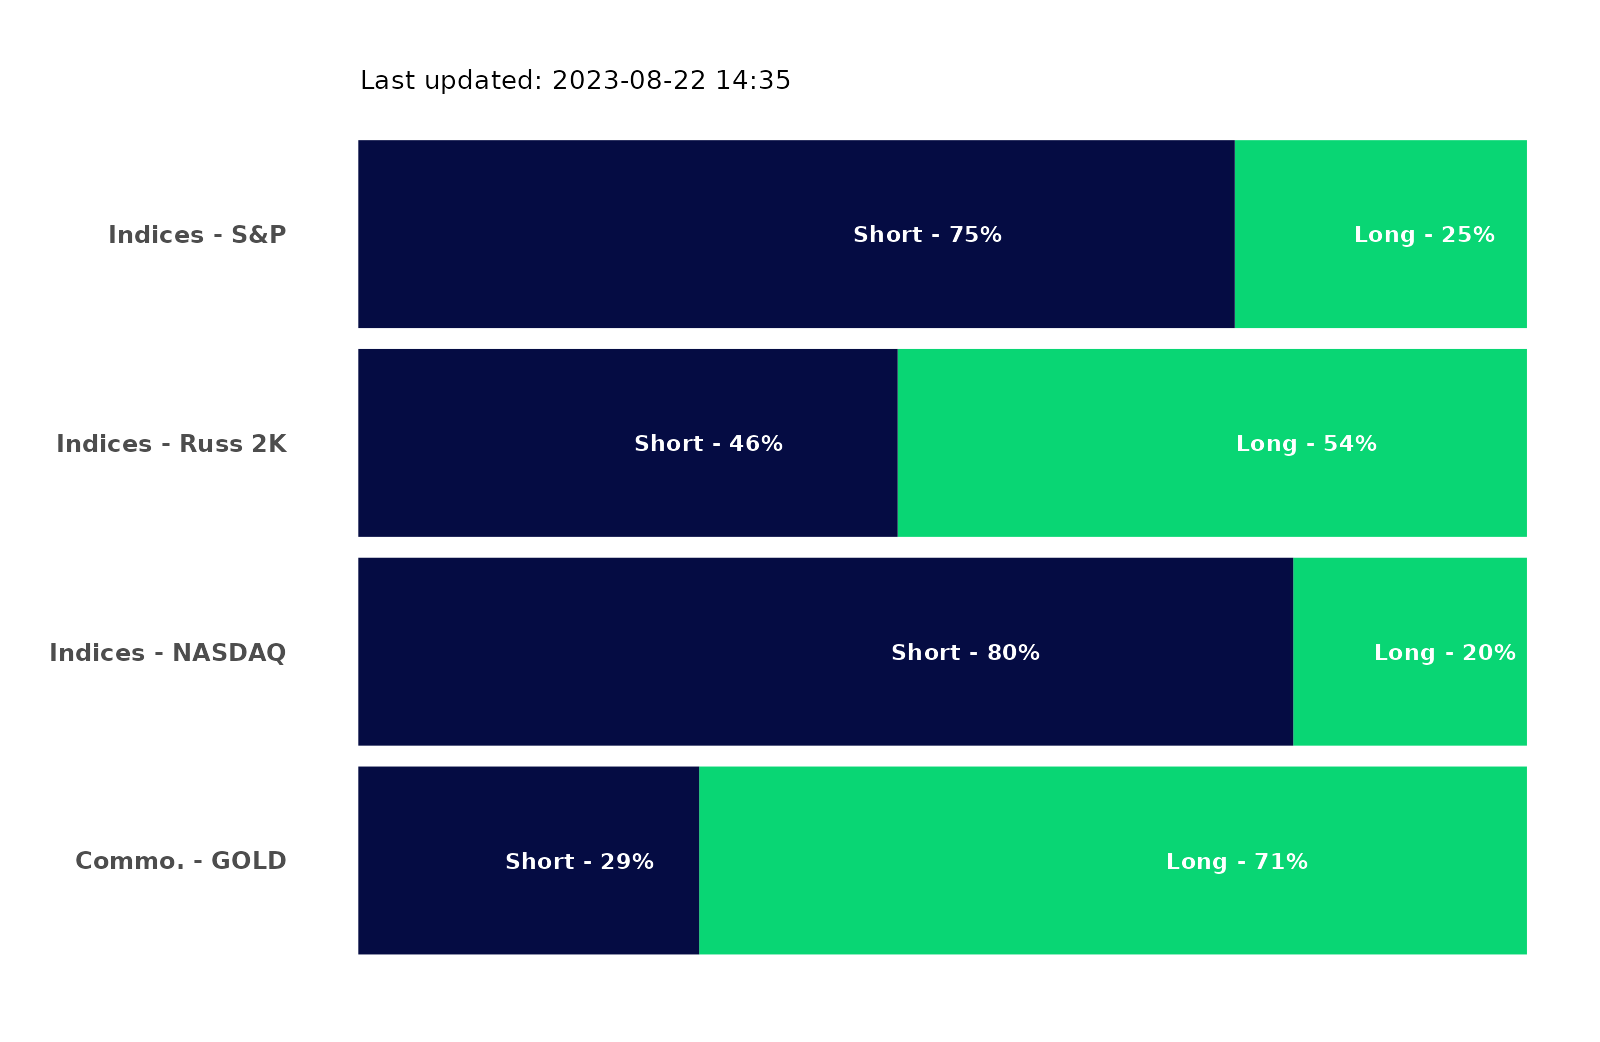 Last updated: 2023-08-22 14:35
Indices - S&P
Short - 75%
Long - 25%
Indices - Russ 2K
Short - 46%
Long - 54%
Indices - NASDAQ
Short - 80%
Long - 20%
Commo. - GOLD
Short - 29%
Long - 71%